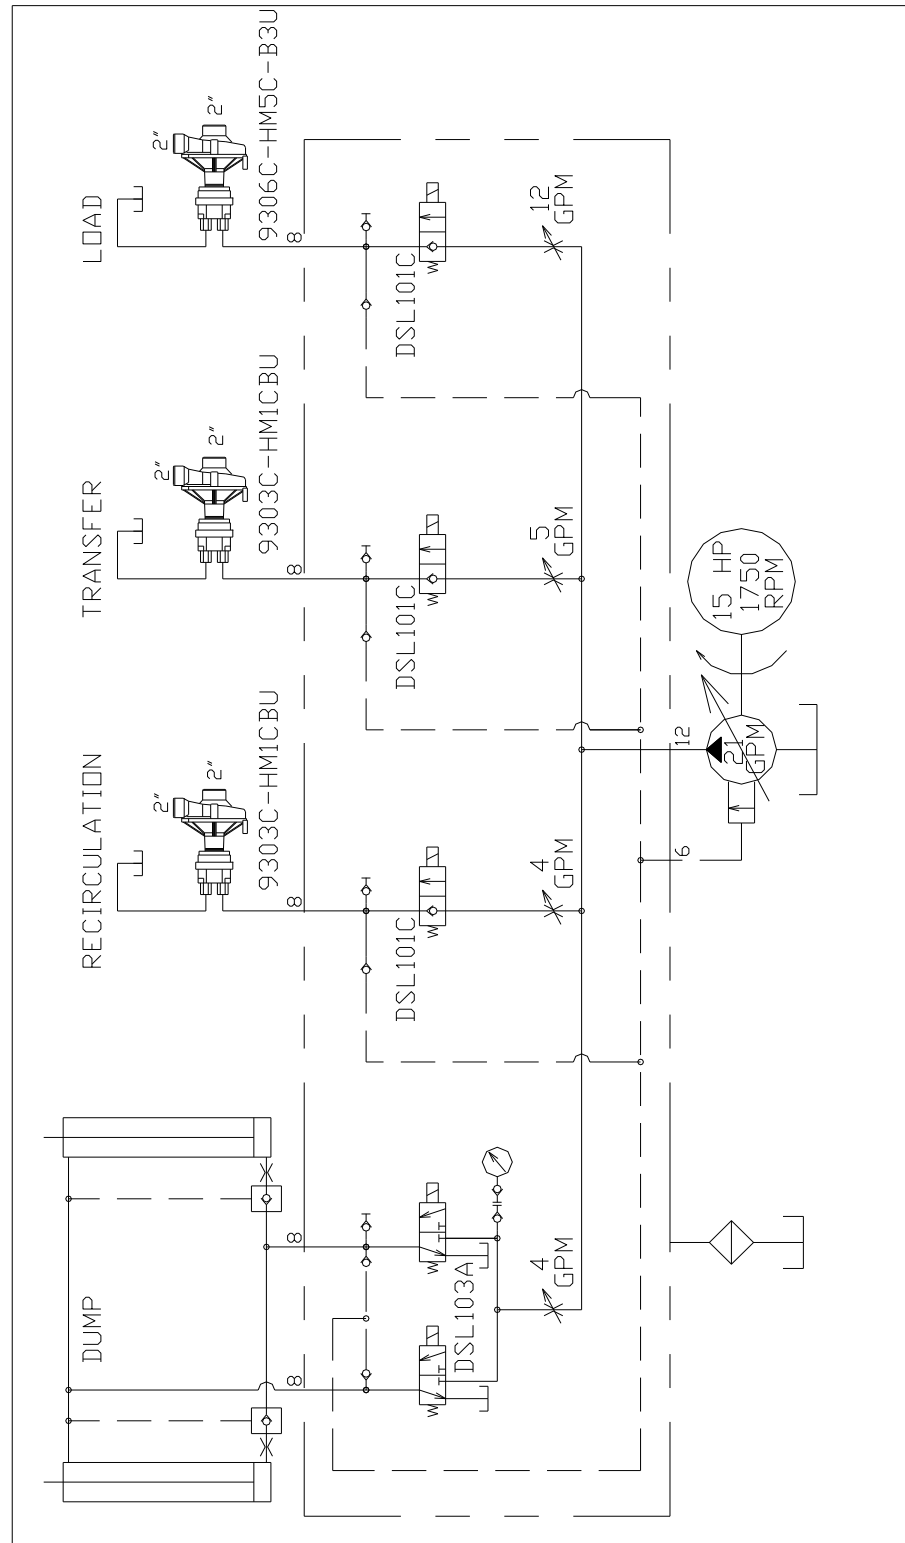 LOAD
2"
2"
9306C-HM5C-B3U
8
DSL101C
12
GPM
TRANSFER
2"
2"
9303C-HM1CBU
8
DSL101C
5
GPM
RECIRCULATION
2"
2"
9303C-HM1CBU
8
DSL101C
4
GPM
DUMP
8
8
DSL103A
4
GPM
15 HP
1750
RPM
12
21
GPM
6
W
W
W
W
W